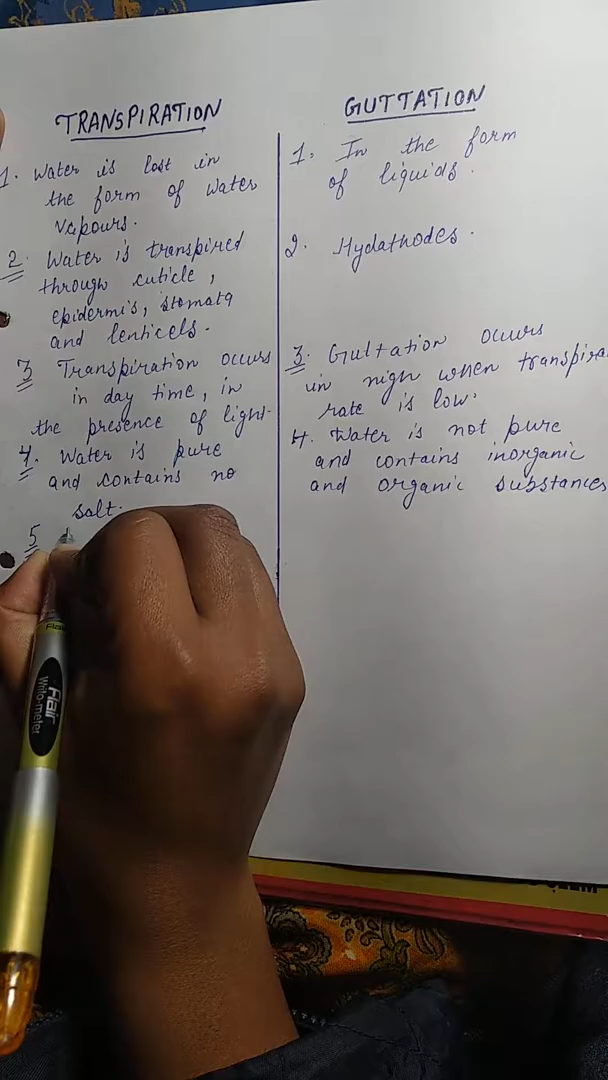 TRANSPIRATION
1. Water is lost in
the form of water
vapours.
2. Water is transpired
through cuticle,
epidermis, stomata
and lenticels.
3 Transpiration occurs
in day time, in
the presence of light.
4. Water is pure
and contains no
salt.
5
GUTTATION
1. In the form
of liquids.
2. Hydathodes.
3. Guttation occurs
in nigh when transpira
rate is low.
4. Water is not pure
and contains inorganic
and organic substances
Flair
Flair
Writo-meter